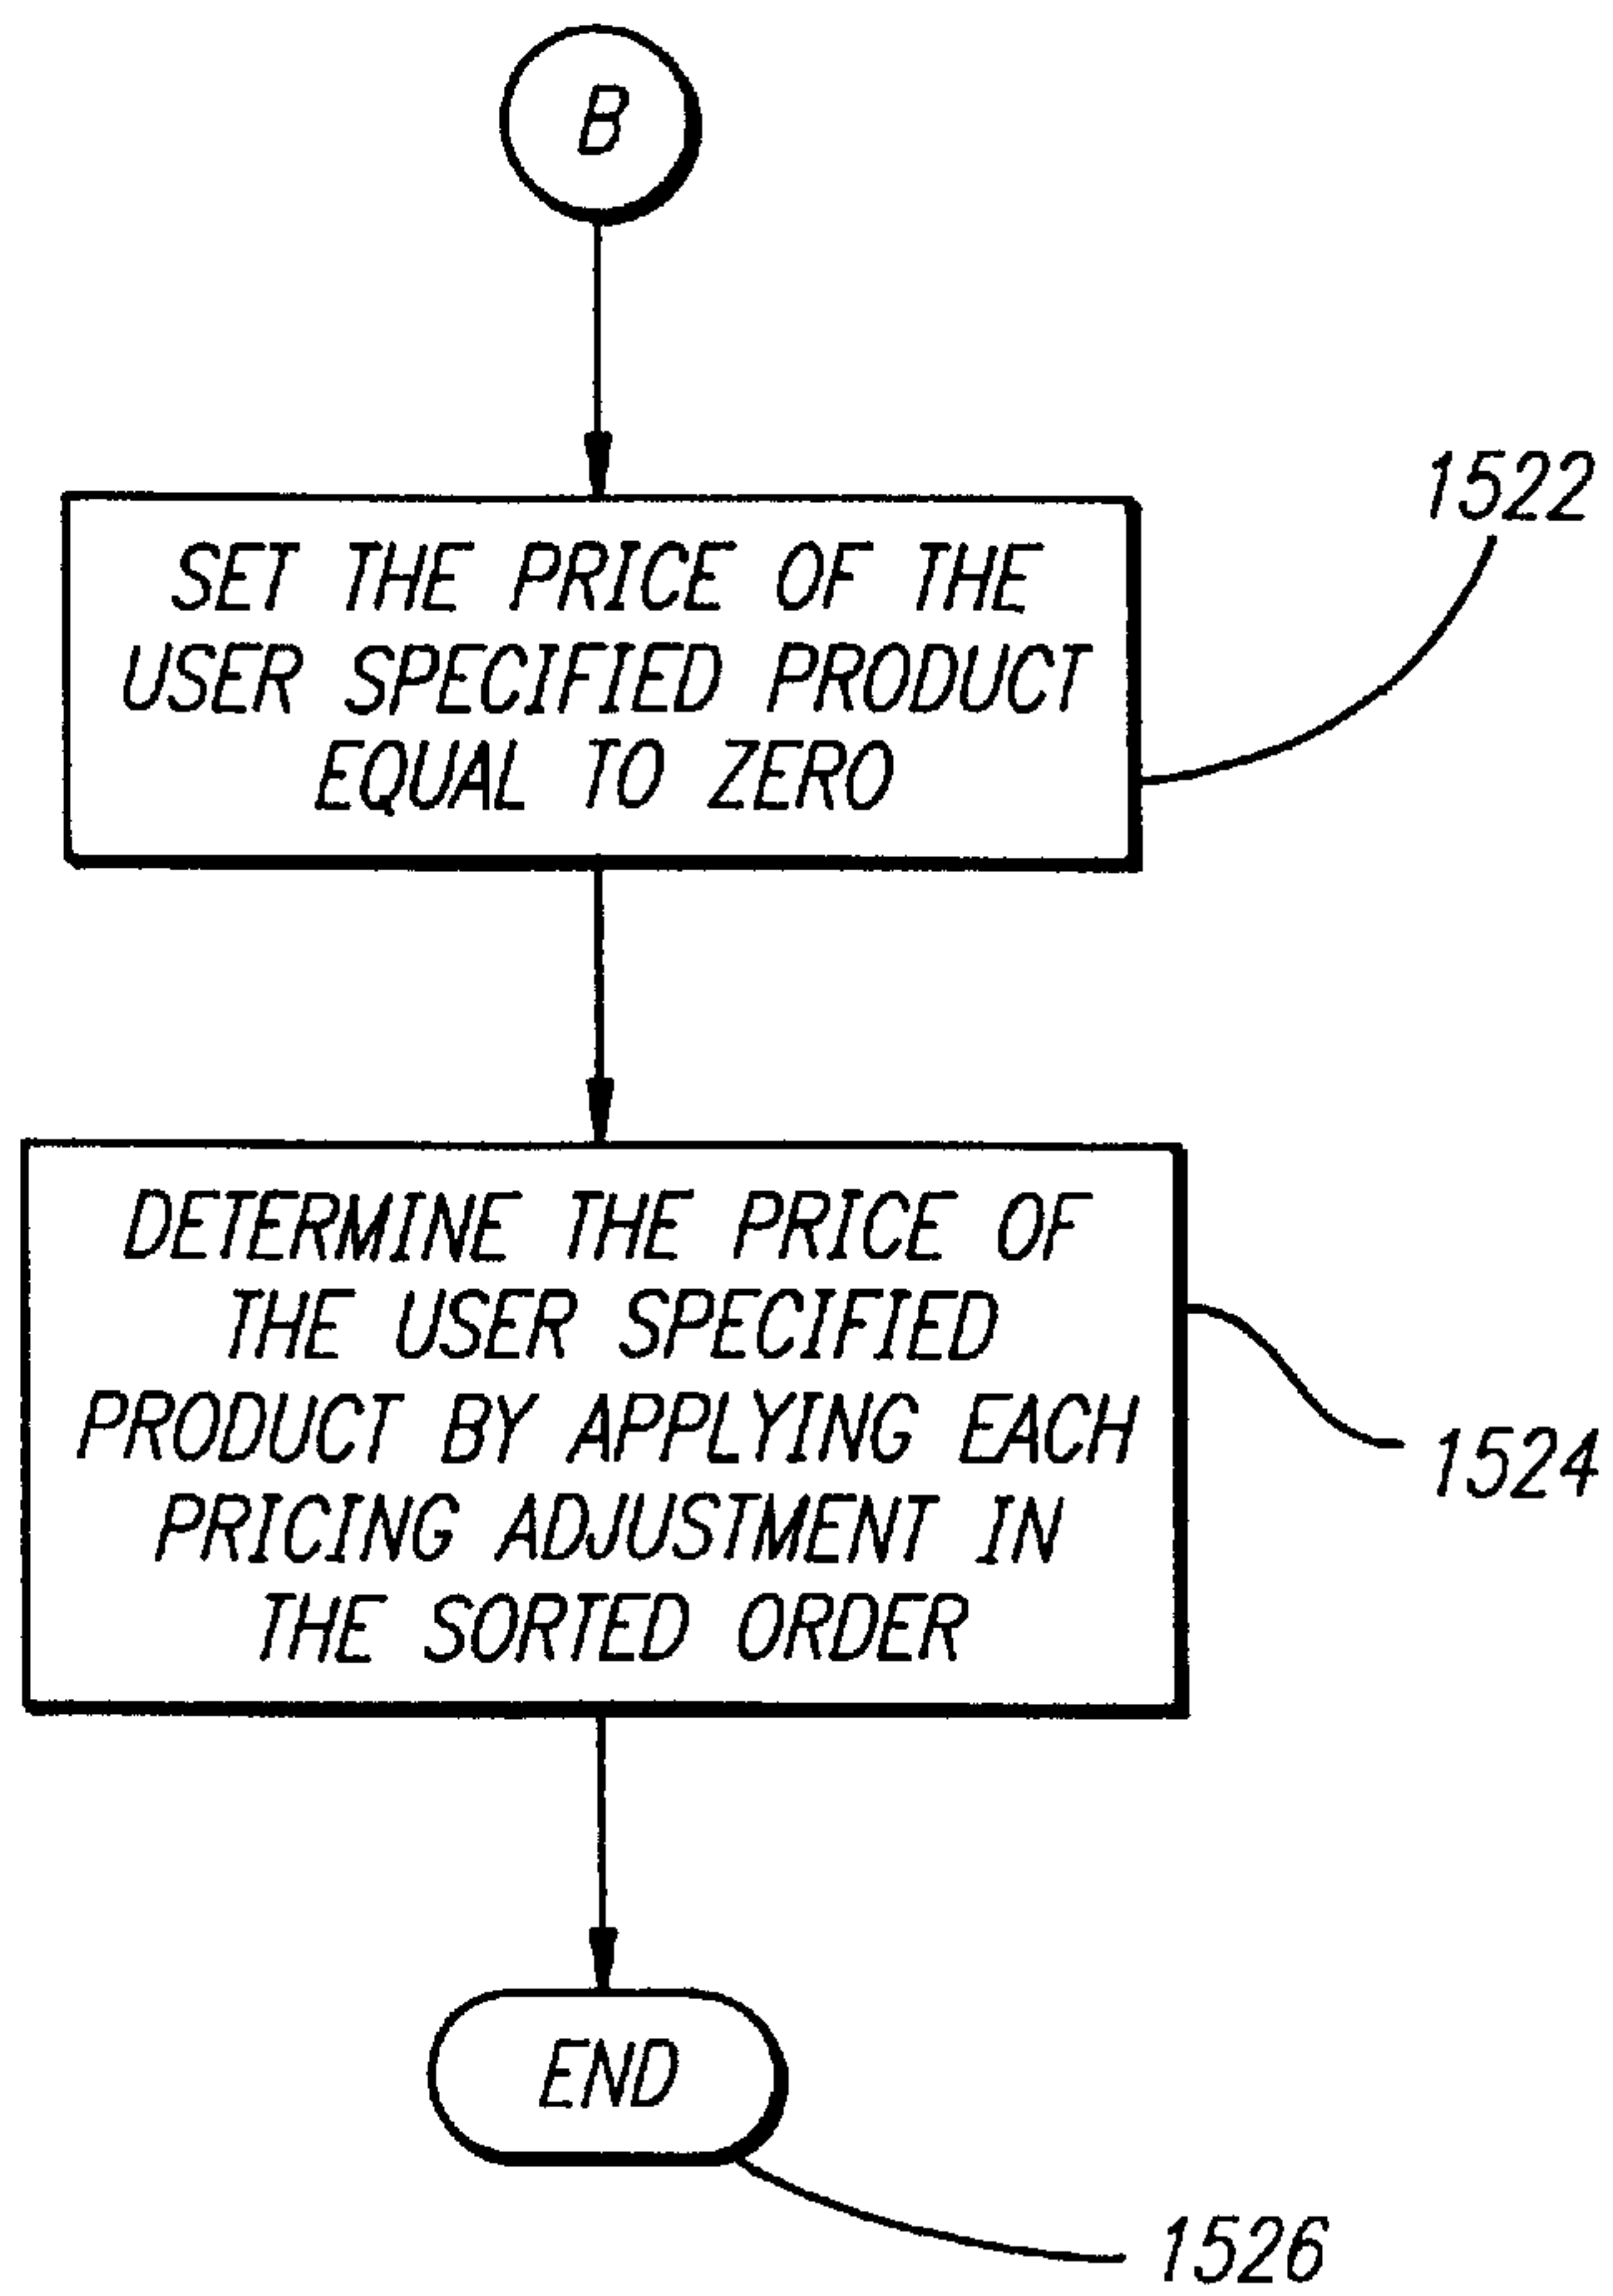 B
1522
SET THE PRICE OF THE
USER SPECIFIED PRODUCT
EQUAL TO ZERO
DETERMINE THE PRICE OF
THE USER SPECIFIED
PRODUCT BY APPLYING EACH
PRICING ADJUSTMENT IN
THE SORTED ORDER
1524
END
1526